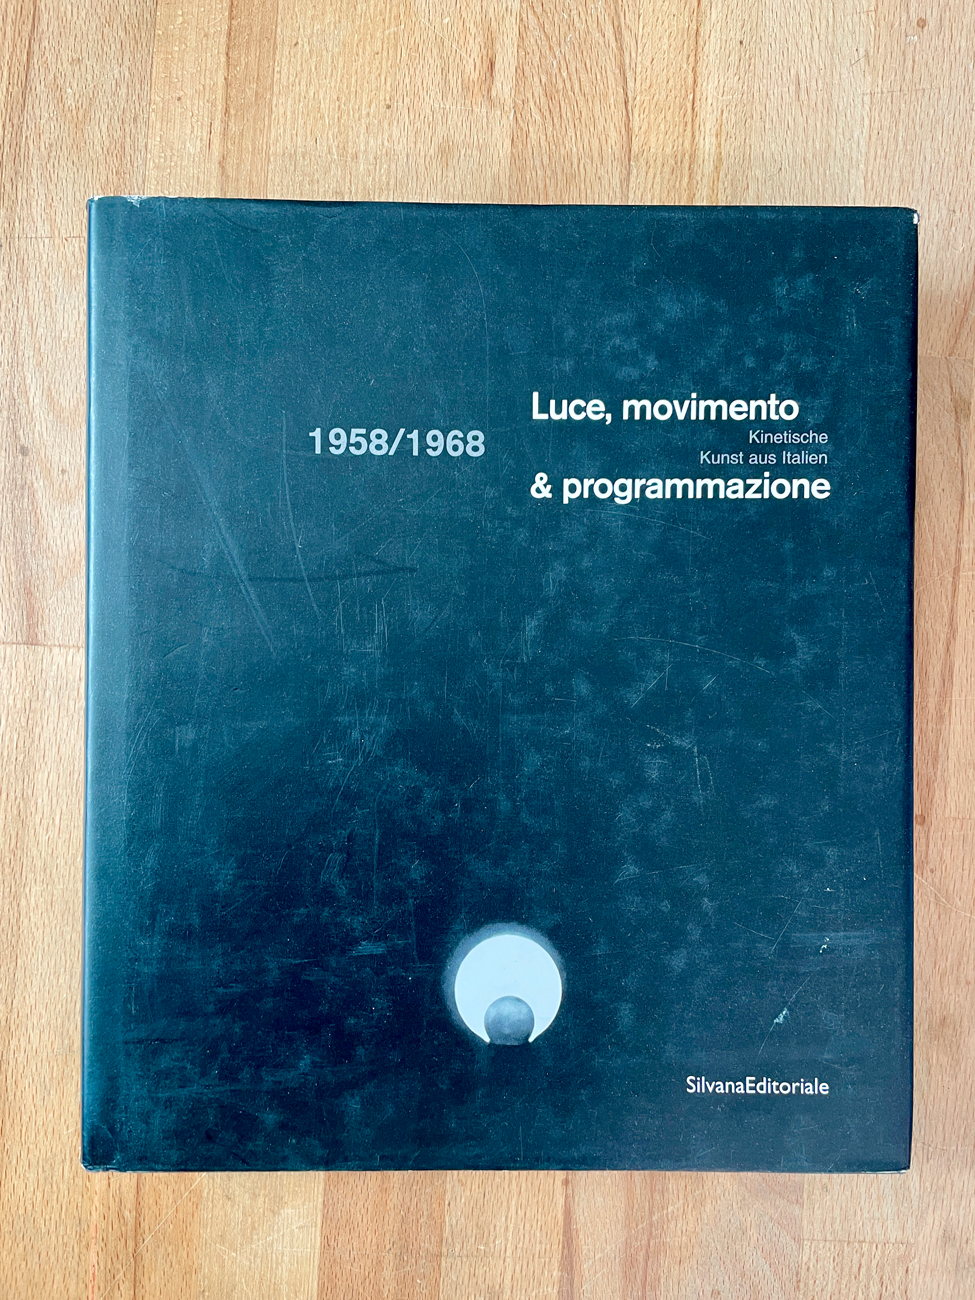 1958/1968
Luce, movimento
Kinetische
Kunst aus Italien
& programmazione
SilvanaEditoriale